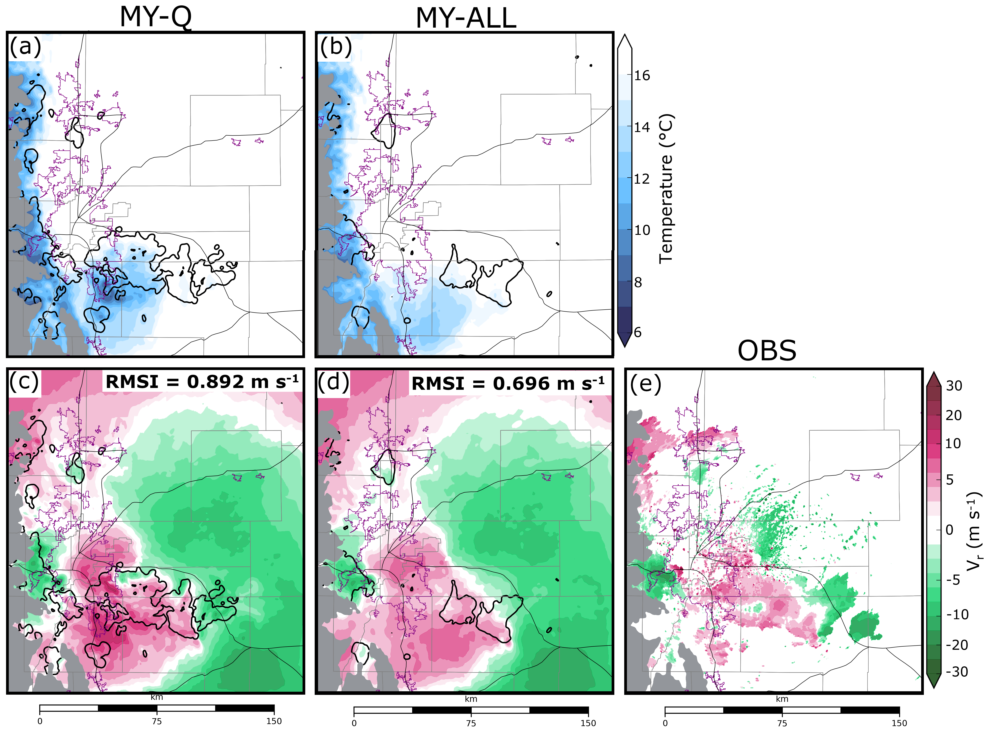 MY-Q
MY-ALL
(a)
(b)
16
14
12
10
8
6
Temperature (°C)
OBS
(c)
RMSI = 0.892 m s⁻¹
(d)
RMSI = 0.696 m s⁻¹
(e)
30
20
10
5
0
-5
-10
-20
-30
Vᵣ (m s⁻¹)
km
0 75 150
km
0 75 150
km
0 75 150